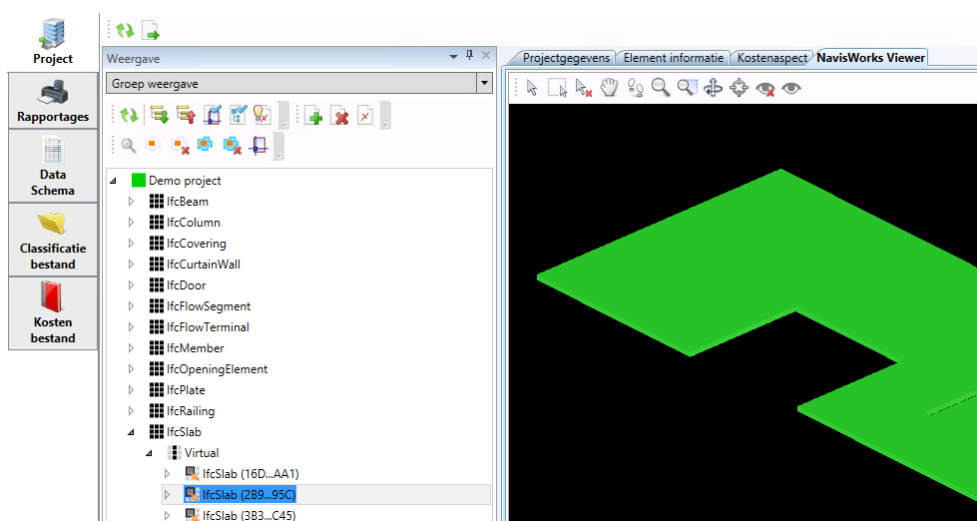 Project
Rapportages
Data
Schema
Classificatie
bestand
Kosten
bestand
Weergave
Groep weergave
Demo project
IfcBeam
IfcColumn
IfcCovering
IfcCurtainWall
IfcDoor
IfcFlowSegment
IfcFlowTerminal
IfcMember
IfcOpeningElement
IfcPlate
IfcRailing
IfcSlab
Virtual
IfcSlab (16D...AA1)
IfcSlab (2B9...95C)
IfcSlab (3B3...C45)
Projectgegevens Element informatie Kostenaspect NavisWorks Viewer